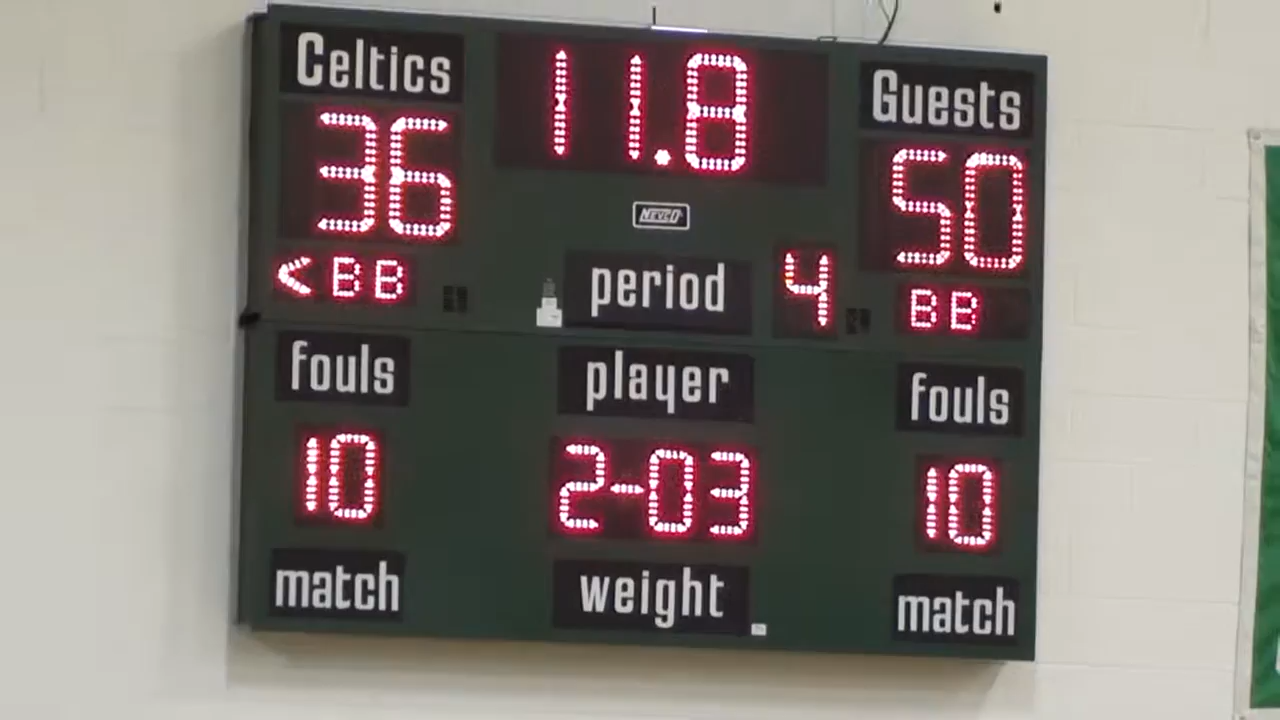 Celtics 11.8 Guests
36 50
NEVCO
<BB period 4 BB
fouls player fouls
10 2-03 10
match weight match